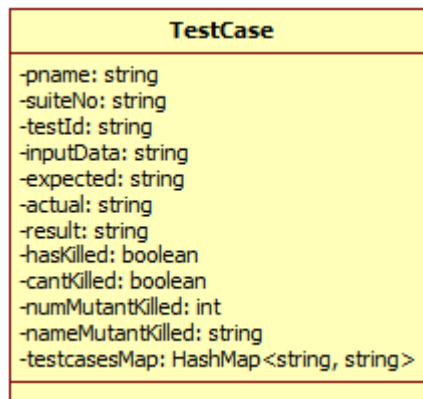 TestCase
-pname: string
-suiteNo: string
-testId: string
-inputData: string
-expected: string
-actual: string
-result: string
-hasKilled: boolean
-cantKilled: boolean
-numMutantKilled: int
-nameMutantKilled: string
-testcasesMap: HashMap<string, string>